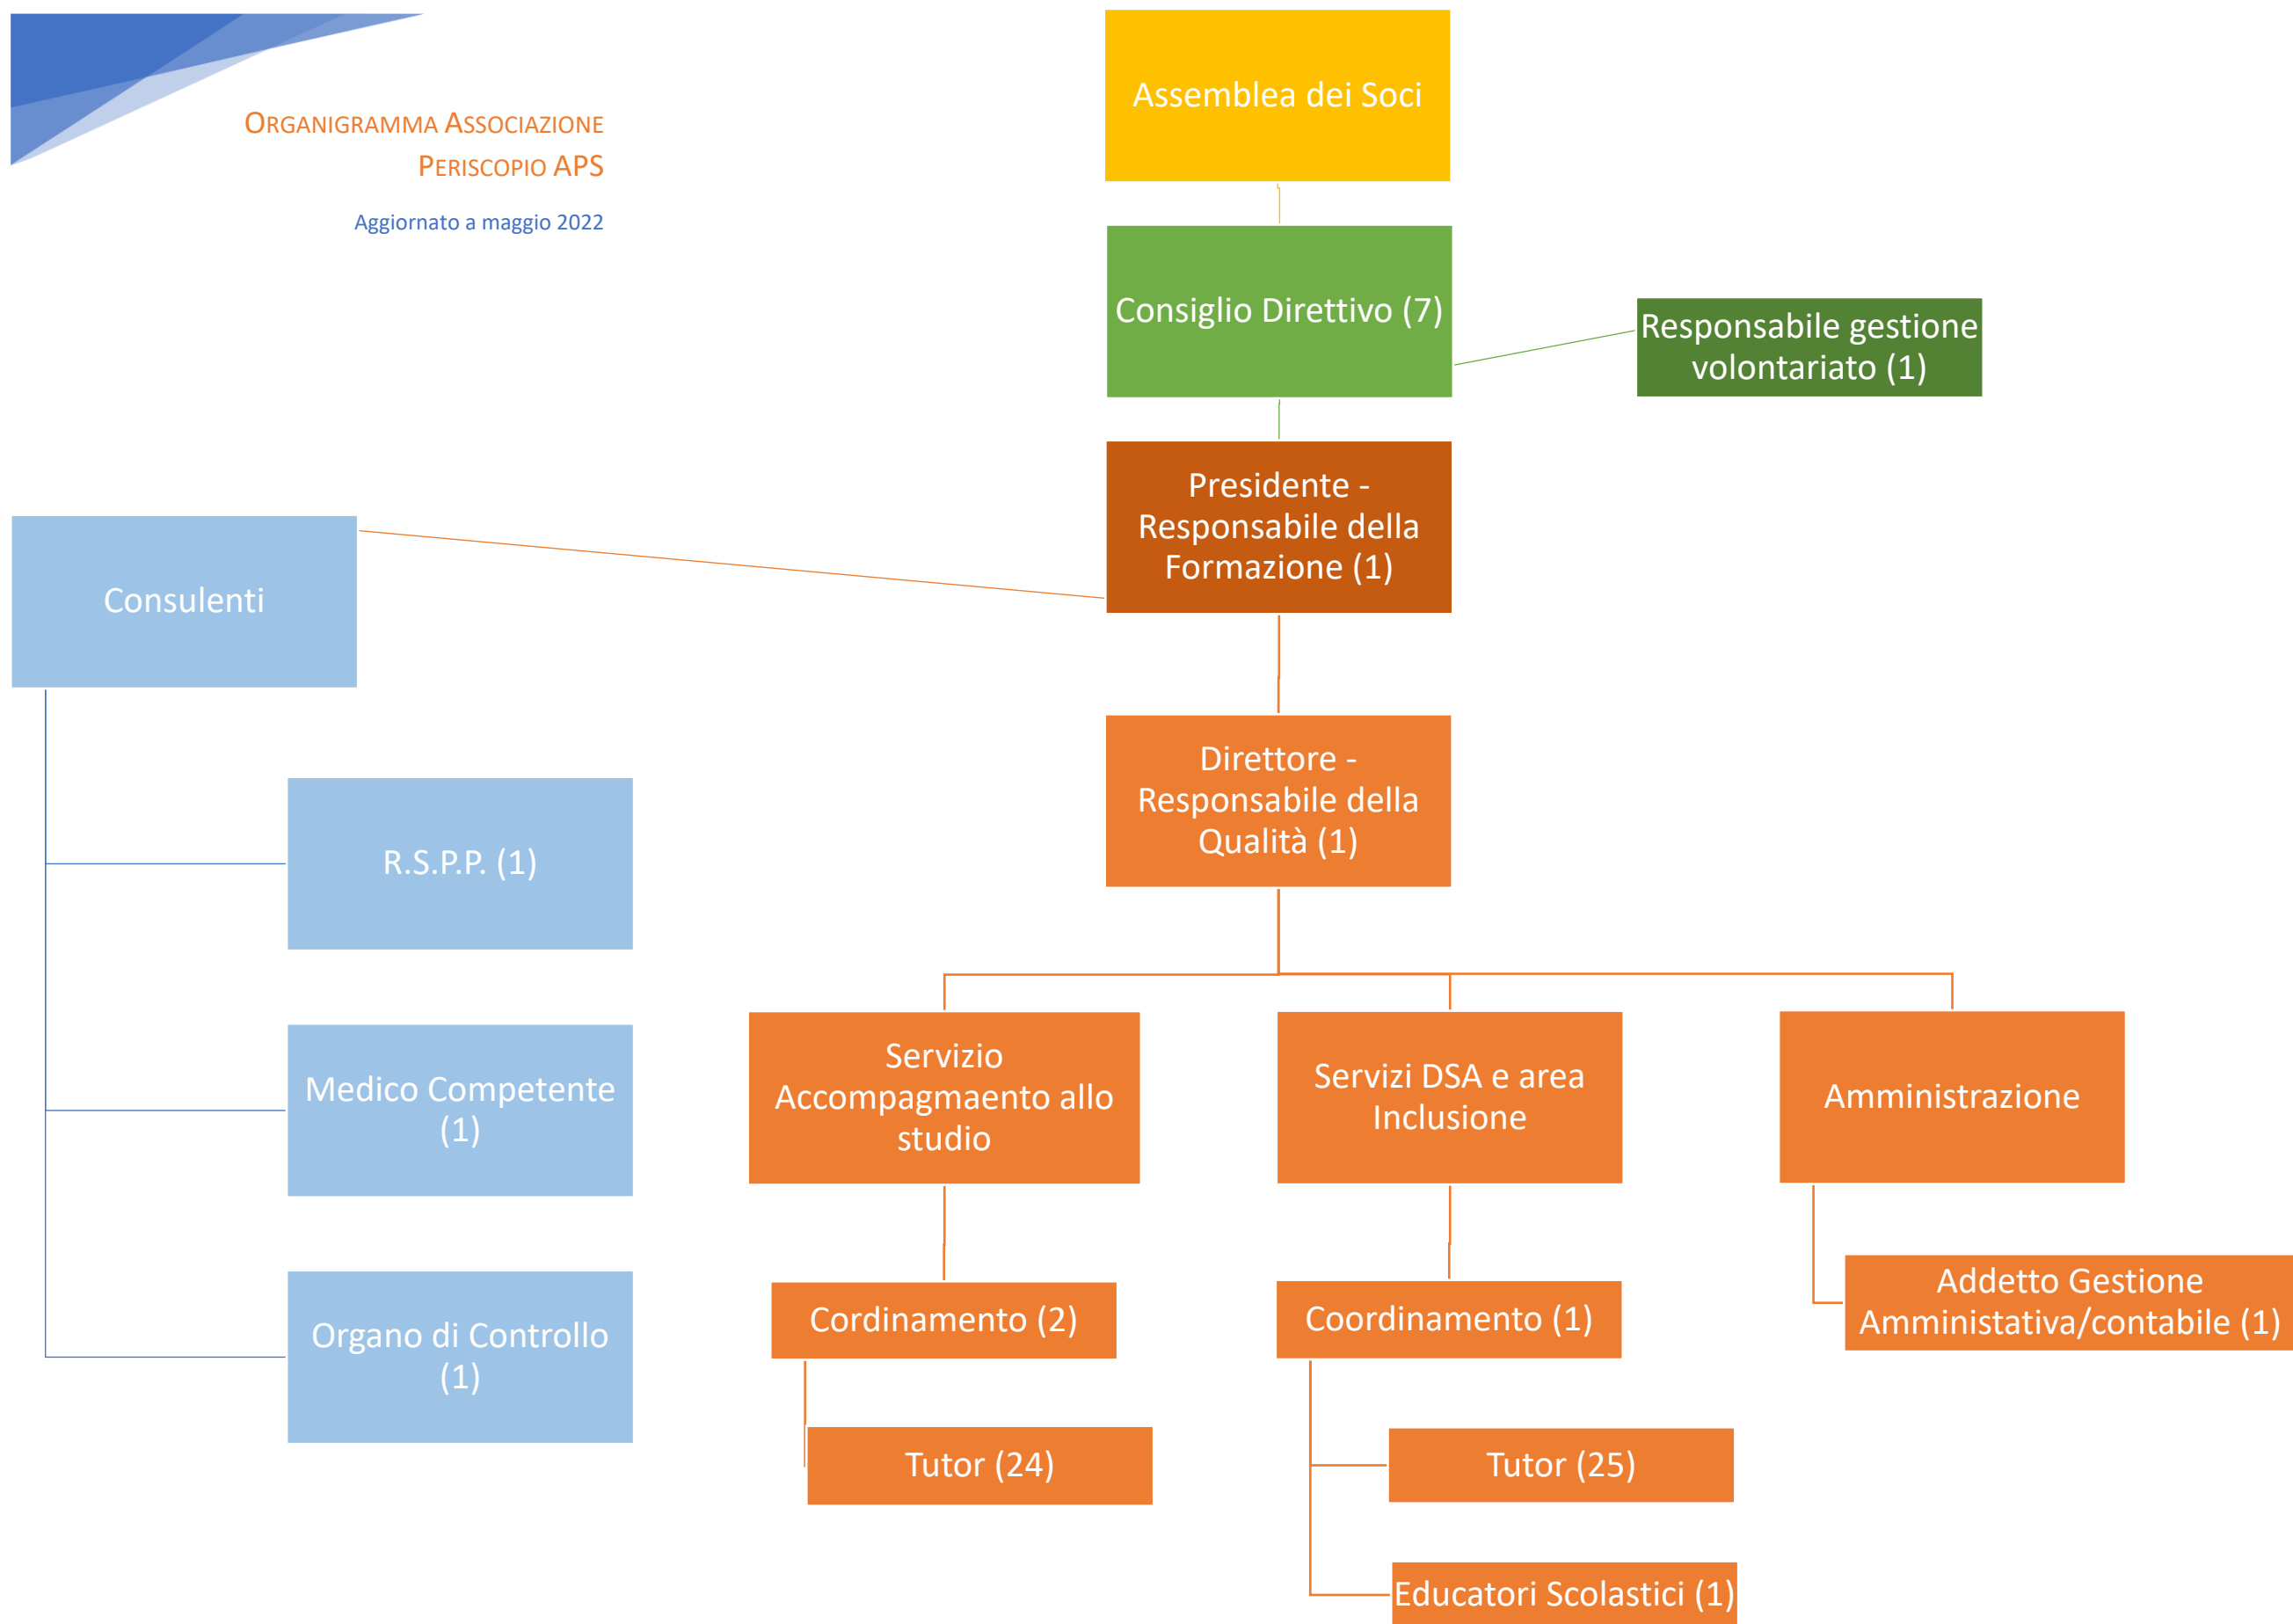 Organigramma Associazione
Periscopio APS
Aggiornato a maggio 2022
Assemblea dei Soci
Consiglio Direttivo (7)
Responsabile gestione
volontariato (1)
Presidente -
Responsabile della
Formazione (1)
Consulenti
Direttore -
Responsabile della
Qualità (1)
R.S.P.P. (1)
Medico Competente
(1)
Organo di Controllo
(1)
Servizio
Accompagmaento allo
studio
Servizi DSA e area
Inclusione
Amministrazione
Cordinamento (2)
Coordinamento (1)
Addetto Gestione
Amministativa/contabile (1)
Tutor (24)
Tutor (25)
Educatori Scolastici (1)